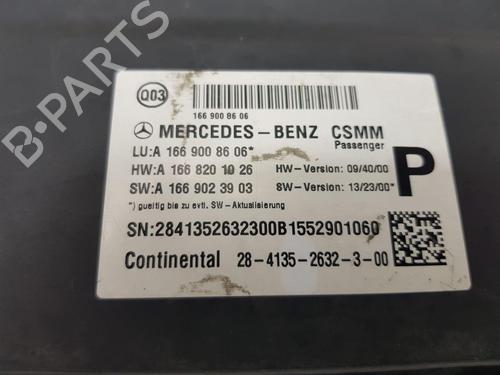 Q03
166 900 86 06
MERCEDES-BENZ CSMM
Passenger
LU:A 166 900 86 06*
HW:A 166 820 10 26 HW-Version: 09/40/00
SW:A 166 902 39 03 SW-Version: 13/23/00*
*) gueltig bis zu evtl. SW-Aktualisierung
P
SN:2841352632300B1552901060
Continental 28-4135-2632-3-00
B-PARTS